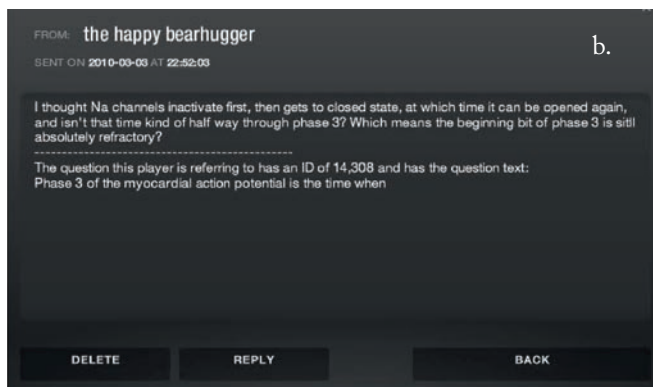 FROM: the happy bearhugger
b.
SENT ON 2010-03-03 AT 22:52:03
I thought Na channels inactivate first, then gets to closed state, at which time it can be opened again,
and isn't that time kind of half way through phase 3? Which means the beginning bit of phase 3 is sitll
absolutely refractory?
------------------------------------------------
The question this player is referring to has an ID of 14,308 and has the question text:
Phase 3 of the myocardial action potential is the time when
DELETE REPLY BACK